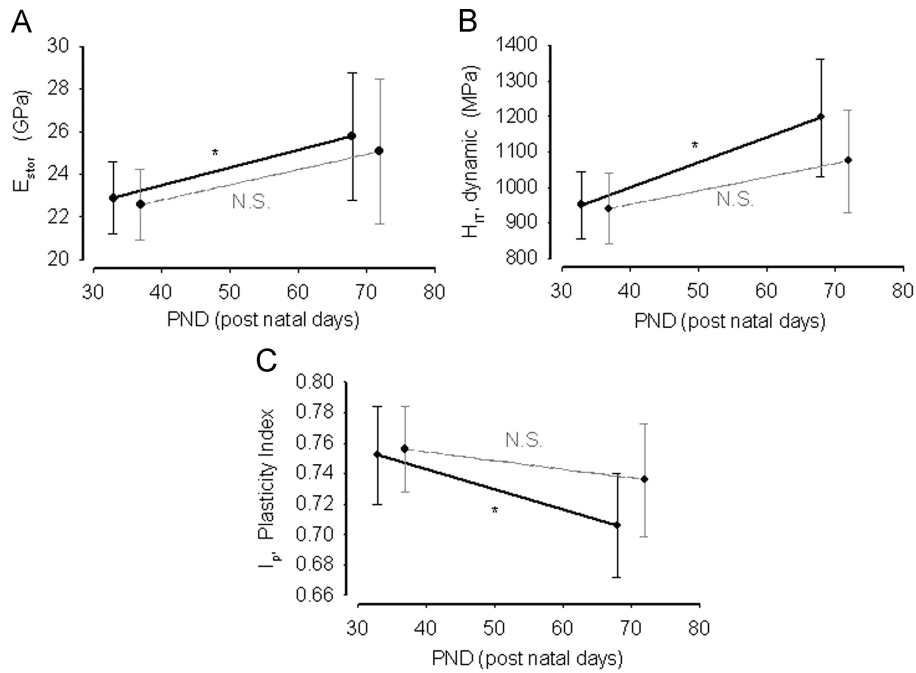 A
E stor (GPa)
30
28
26
24
22
20
*
N.S.
30 40 50 60 70 80
PND (post natal days)
B
H IT, dynamic (MPa)
1400
1300
1200
1100
1000
900
800
*
N.S.
30 40 50 60 70 80
PND (post natal days)
C
I p, Plasticity Index
0.80
0.78
0.76
0.74
0.72
0.70
0.68
0.66
N.S.
*
30 40 50 60 70 80
PND (post natal days)